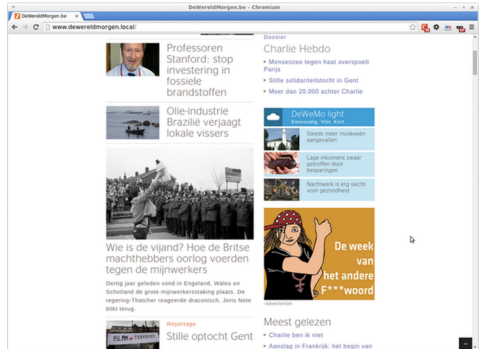 DeWereldMorgen.be - Chromium
DeWereldMorgen.be
www.dewereldmorgen.local/
Professoren
Stanford: stop
investering in
fossiele
brandstoffen
Olie-industrie
Brazilië verjaagt
lokale vissers
Wie is de vijand? Hoe de Britse
machthebbers oorlog voerden
tegen de mijnwerkers
Dertig jaar geleden vond in Engeland, Wales en
Schotland de grote mijnwerkersstaking plaats. De
regering-Thatcher reageerde draconisch. Joris Note
blikt terug.
Reportage
Stille optocht Gent
ISLAM
TERRORISM
Dossier
Charlie Hebdo
Mensenzee tegen haat overspoelt
Parijs
Stille solidariteitstocht in Gent
Meer dan 20.000 achter Charlie
DeWeMo light
Eenvoudig. Vlot. Kort.
Steeds meer moskeeën
aangevallen
Lage inkomens zwaar
getroffen door
besparingen
Nachtwerk is erg slecht
voor gezondheid
De week
van
het andere
F***woord
-advertentie-
Meest gelezen
Charlie ben ik niet
Aanslag in Frankrijk: het begin van